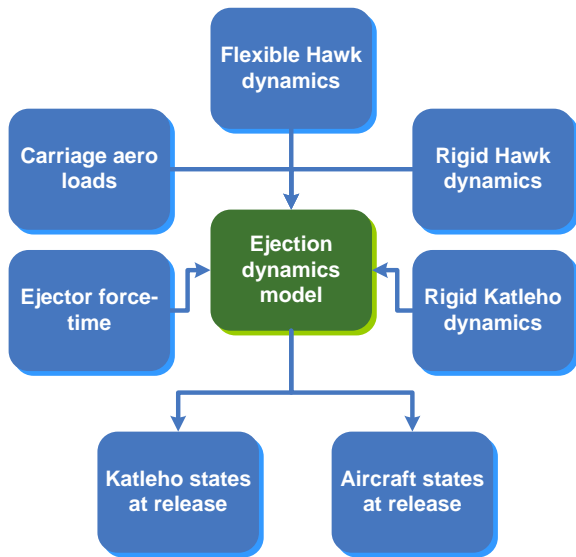 Flexible Hawk
dynamics
Carriage aero
loads
Rigid Hawk
dynamics
Ejection
dynamics
model
Ejector force-
time
Rigid Katleho
dynamics
Katleho states
at release
Aircraft states
at release